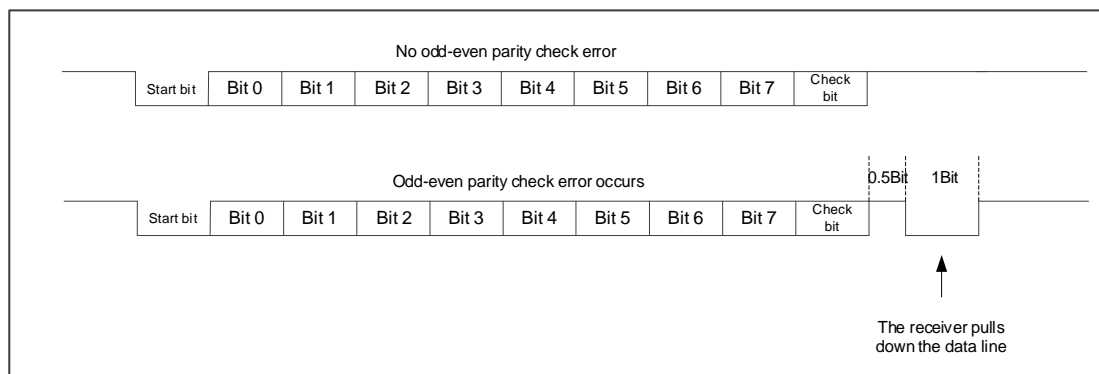 No odd-even parity check error
Start bit Bit 0 Bit 1 Bit 2 Bit 3 Bit 4 Bit 5 Bit 6 Bit 7 Check bit
Odd-even parity check error occurs
0.5Bit 1Bit
Start bit Bit 0 Bit 1 Bit 2 Bit 3 Bit 4 Bit 5 Bit 6 Bit 7 Check bit
The receiver pulls
down the data line